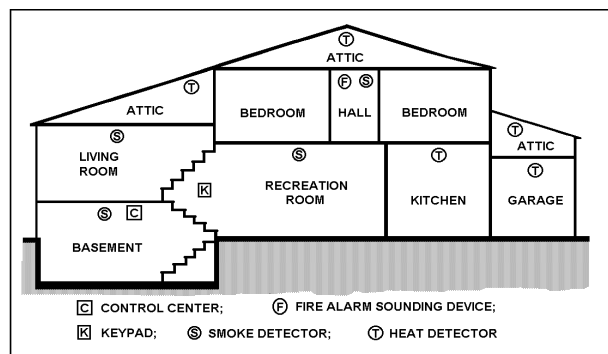 T
ATTIC
T
ATTIC
F S
BEDROOM HALL BEDROOM
S
LIVING
ROOM
T
ATTIC
S
K
RECREATION
ROOM
T
KITCHEN
T
GARAGE
S C
BASEMENT
C CONTROL CENTER; F FIRE ALARM SOUNDING DEVICE;
K KEYPAD; S SMOKE DETECTOR; T HEAT DETECTOR